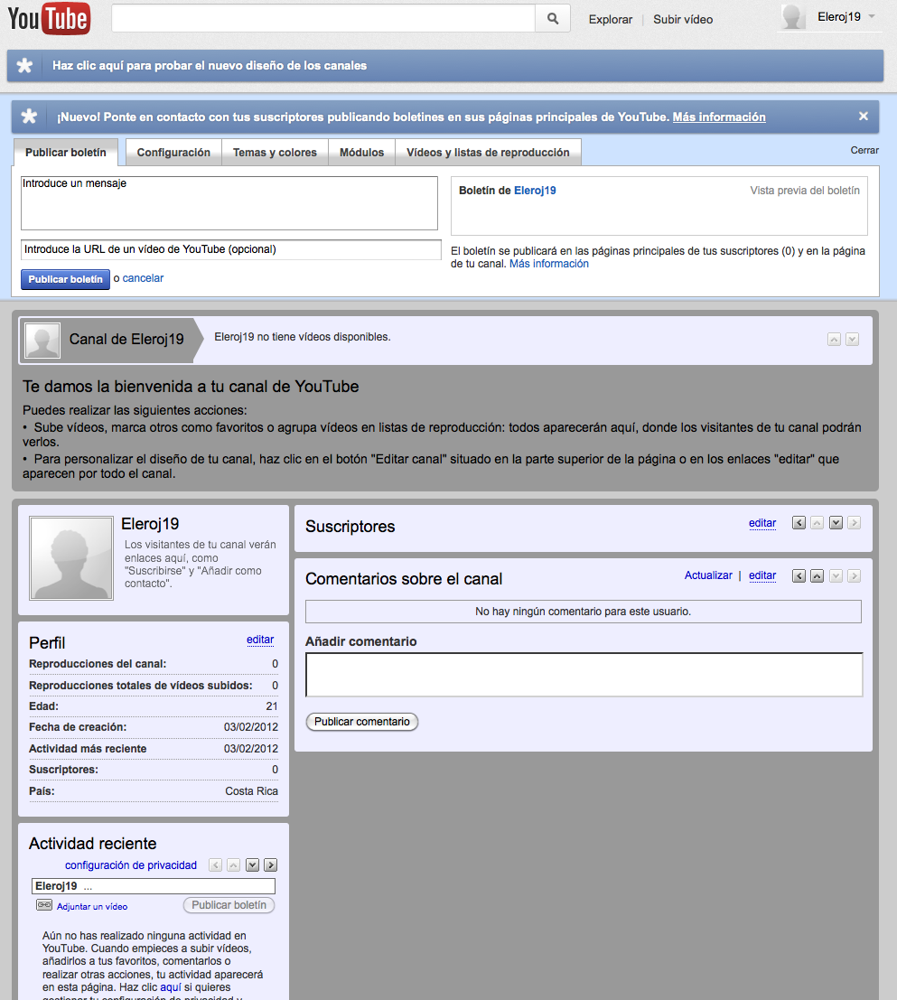 YouTube
Explorar | Subir vídeo
Eleroj19
Haz clic aquí para probar el nuevo diseño de los canales
¡Nuevo! Ponte en contacto con tus suscriptores publicando boletines en sus páginas principales de YouTube. Más información
Publicar boletín
Configuración
Temas y colores
Módulos
Vídeos y listas de reproducción
Cerrar
Introduce un mensaje
Introduce la URL de un vídeo de YouTube (opcional)
Publicar boletín o cancelar
Boletín de Eleroj19
Vista previa del boletín
El boletín se publicará en las páginas principales de tus suscriptores (0) y en la página
de tu canal. Más información
Canal de Eleroj19
Eleroj19 no tiene vídeos disponibles.
Te damos la bienvenida a tu canal de YouTube
Puedes realizar las siguientes acciones:
• Sube vídeos, marca otros como favoritos o agrupa vídeos en listas de reproducción: todos aparecerán aquí, donde los visitantes de tu canal podrán
verlos.
• Para personalizar el diseño de tu canal, haz clic en el botón "Editar canal" situado en la parte superior de la página o en los enlaces "editar" que
aparecen por todo el canal.
Eleroj19
Los visitantes de tu canal verán
enlaces aquí, como
"Suscribirse" y "Añadir como
contacto".
Perfil
editar
Reproducciones del canal: 0
Reproducciones totales de vídeos subidos: 0
Edad: 21
Fecha de creación: 03/02/2012
Actividad más reciente 03/02/2012
Suscriptores: 0
País: Costa Rica
Actividad reciente
configuración de privacidad
Eleroj19 ...
Adjuntar un vídeo
Publicar boletín
Aún no has realizado ninguna actividad en
YouTube. Cuando empieces a subir vídeos,
añadirlos a tus favoritos, comentarlos o
realizar otras acciones, tu actividad aparecerá
en esta página. Haz clic aquí si quieres
gestionar tu configuración de privacidad y
Suscriptores
editar
Comentarios sobre el canal
Actualizar | editar
No hay ningún comentario para este usuario.
Añadir comentario
Publicar comentario